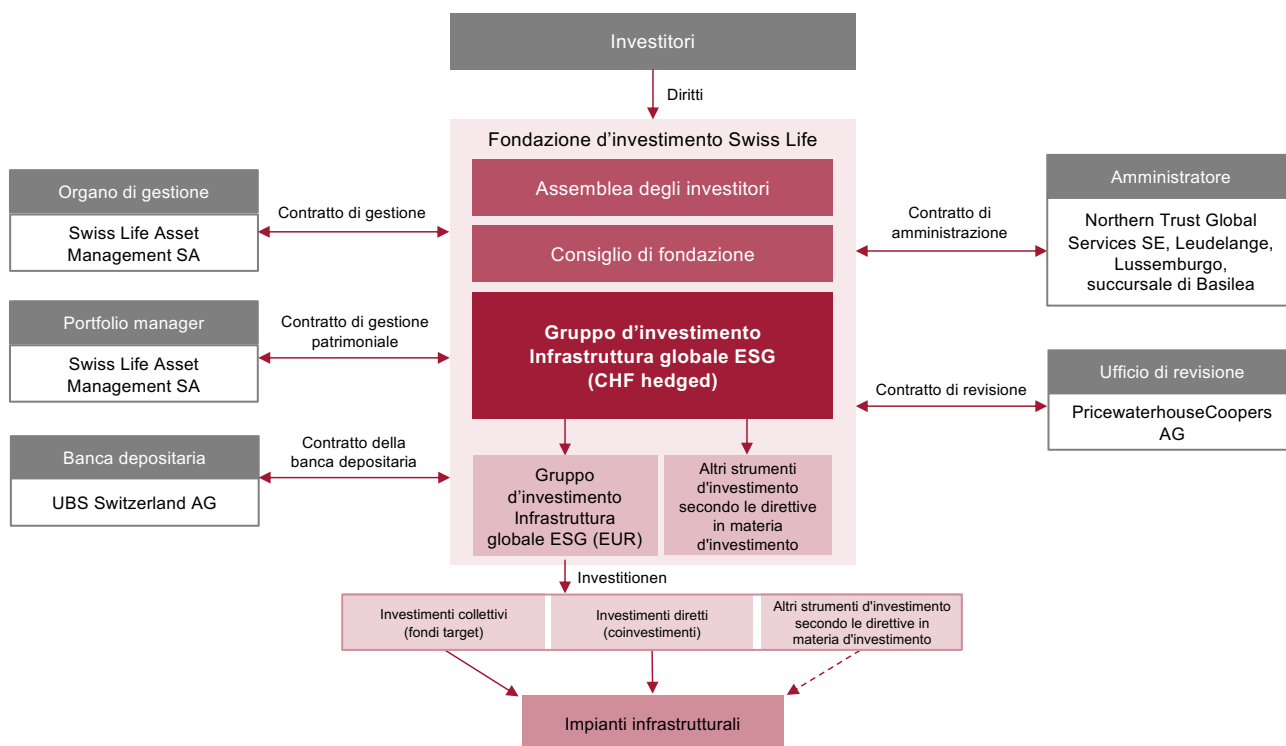 Investitori
Diritti
Fondazione d’investimento Swiss Life
Assemblea degli investitori
Consiglio di fondazione
Gruppo d’investimento
Infrastruttura globale ESG
(CHF hedged)
Gruppo
d’investimento
Infrastruttura
globale ESG (EUR)
Altri strumenti
d'investimento
secondo le direttive
in materia
d'investimento
Organo di gestione
Swiss Life Asset
Management SA
Contratto di gestione
Portfolio manager
Swiss Life Asset
Management SA
Contratto di gestione
patrimoniale
Banca depositaria
UBS Switzerland AG
Contratto della
banca depositaria
Contratto di
amministrazione
Amministratore
Northern Trust Global
Services SE, Leudelange,
Lussemburgo,
succursale di Basilea
Contratto di revisione
Ufficio di revisione
PricewaterhouseCoopers
AG
Investitionen
Investimenti collettivi
(fondi target)
Investimenti diretti
(coinvestimenti)
Altri strumenti d'investimento
secondo le direttive in
materia d'investimento
Impianti infrastrutturali